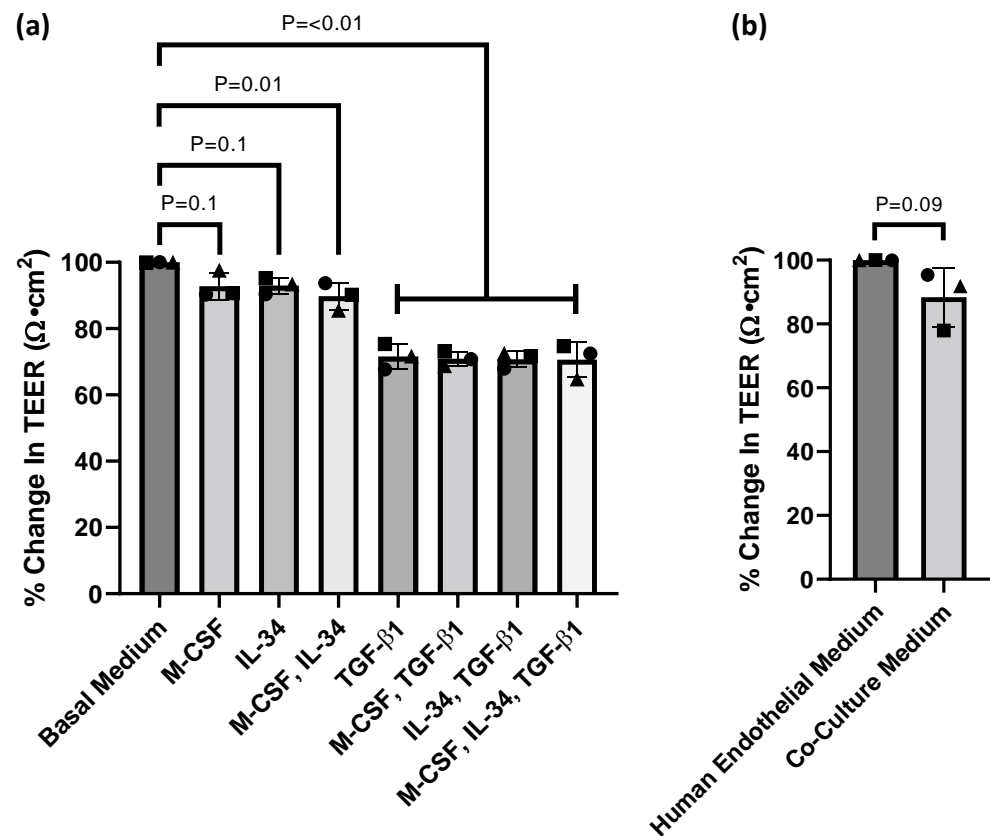 (a)
P=<0.01
P=0.01
P=0.1
P=0.1
% Change In TEER (Ω•cm²)
100
80
60
40
20
0
Basal Medium
M-CSF
IL-34
M-CSF, IL-34
TGF-β1
M-CSF, TGF-β1
IL-34, TGF-β1
M-CSF, IL-34, TGF-β1
(b)
P=0.09
% Change In TEER (Ω•cm²)
100
80
60
40
20
0
Human Endothelial Medium
Co-Culture Medium